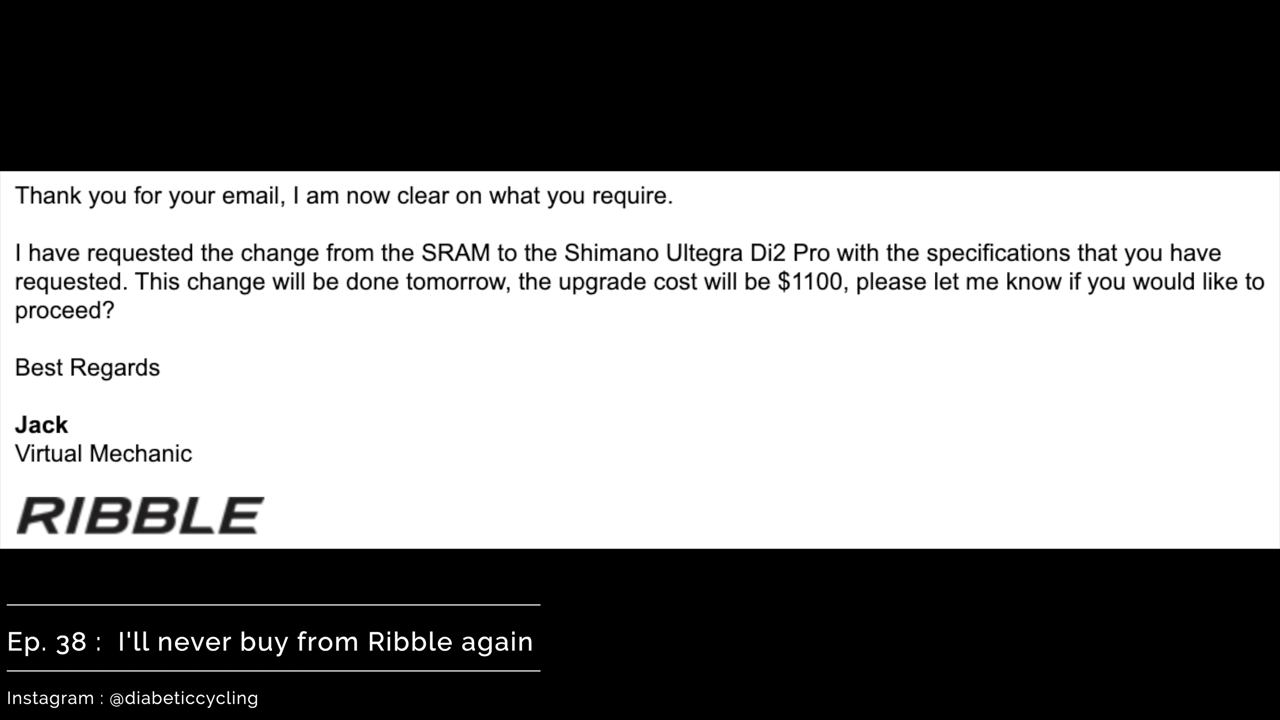 Thank you for your email, I am now clear on what you require.
I have requested the change from the SRAM to the Shimano Ultegra Di2 Pro with the specifications that you have
requested. This change will be done tomorrow, the upgrade cost will be $1100, please let me know if you would like to
proceed?
Best Regards
Jack
Virtual Mechanic
RIBBLE
Ep. 38 : I'll never buy from Ribble again
Instagram : @diabeticcycling